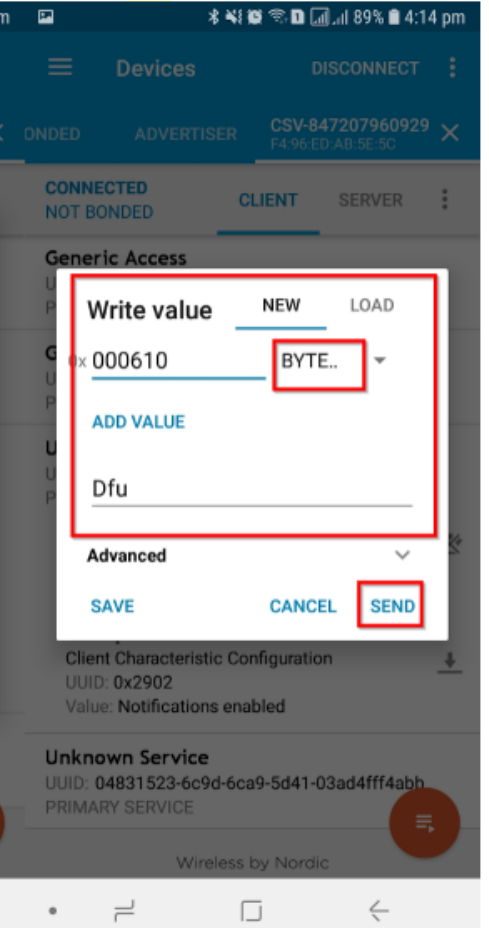 m 89% 4:14 pm
Devices DISCONNECT
ONDED ADVERTISER CSV-847207960929
F4:96:ED:AB:5E:5C
CONNECTED
NOT BONDED CLIENT SERVER
Generic Access
U
P
Write value NEW LOAD
G
0x 000610 BYTE..
U
P
ADD VALUE
U
U
P
Dfu
Advanced
SAVE CANCEL SEND
Client Characteristic Configuration
UUID: 0x2902
Value: Notifications enabled
Unknown Service
UUID: 04831523-6c9d-6ca9-5d41-03ad4fff4abb
PRIMARY SERVICE
Wireless by Nordic